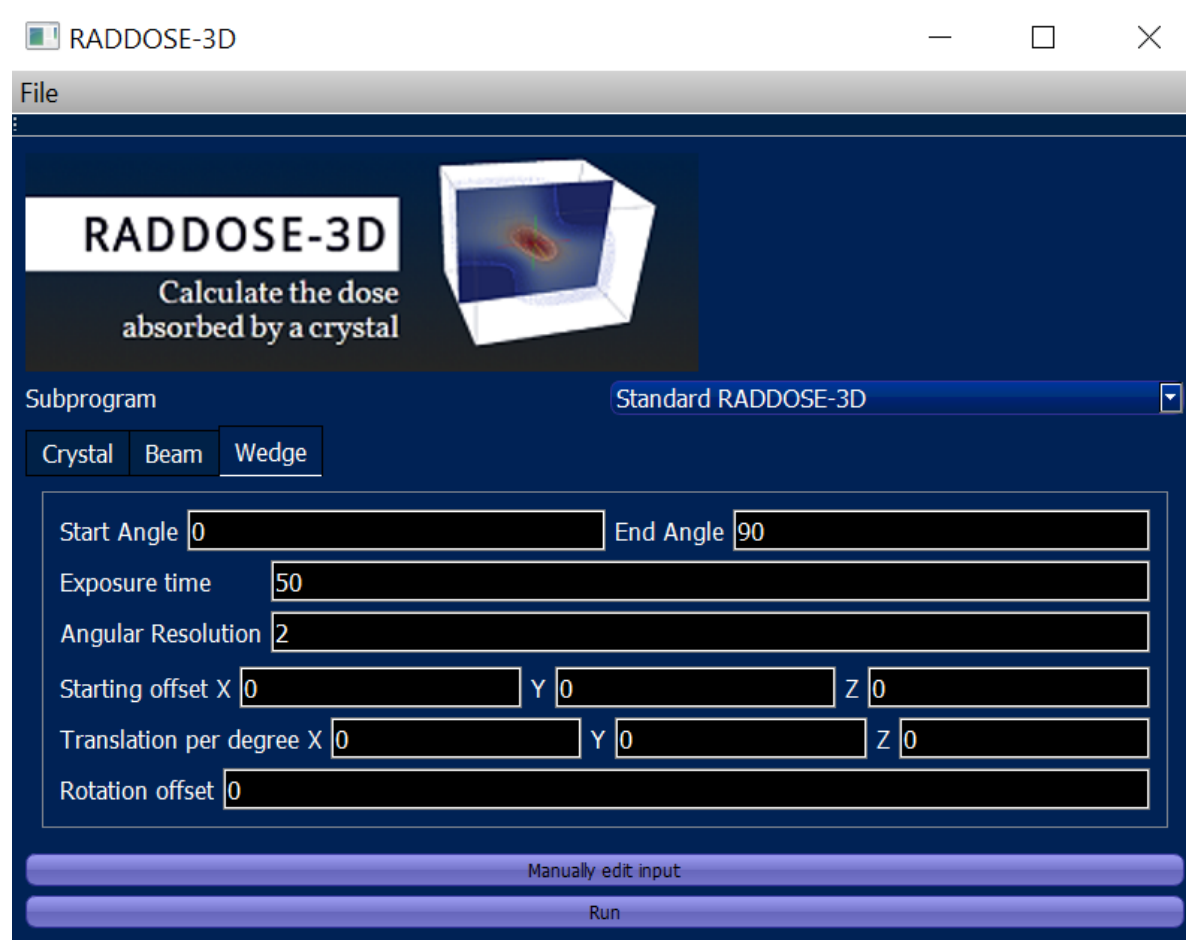 RADDOSE-3D
File
RADDOSE-3D
Calculate the dose
absorbed by a crystal
Subprogram Standard RADDOSE-3D
Crystal Beam Wedge
Start Angle 0 End Angle 90
Exposure time 50
Angular Resolution 2
Starting offset X 0 Y 0 Z 0
Translation per degree X 0 Y 0 Z 0
Rotation offset 0
Manually edit input
Run